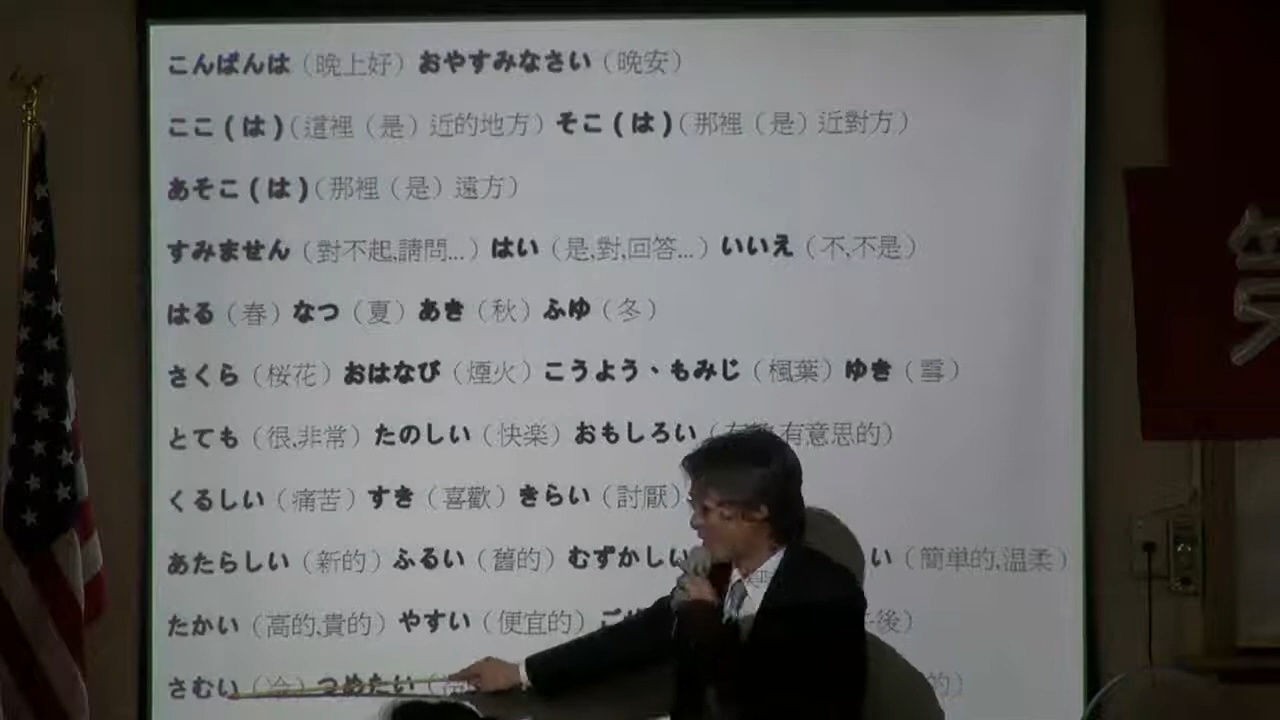 こんばんは（晩上好）おやすみなさい（晩安）
ここ(は)（這裡（是）近的地方）そこ(は)（那裡（是）近對方）
あそこ(は)（那裡（是）遠方）
すみません（對不起,請問...）はい（是,對,回答...）いいえ（不,不是）
はる（春）なつ（夏）あき（秋）ふゆ（冬）
さくら（桜花）おはなび（煙火）こうよう、もみじ（楓葉）ゆき（雪）
とても（很,非常）たのしい（快楽）おもしろい 有意思的）
くるしい（痛苦）すき（喜歡）きらい（討厭）
あたらしい（新的）ふるい（舊的）むずかしい い（簡単的,温柔）
たかい（高的,貴的）やすい（便宜的） 後）
さむい（冷）つめたい 的）